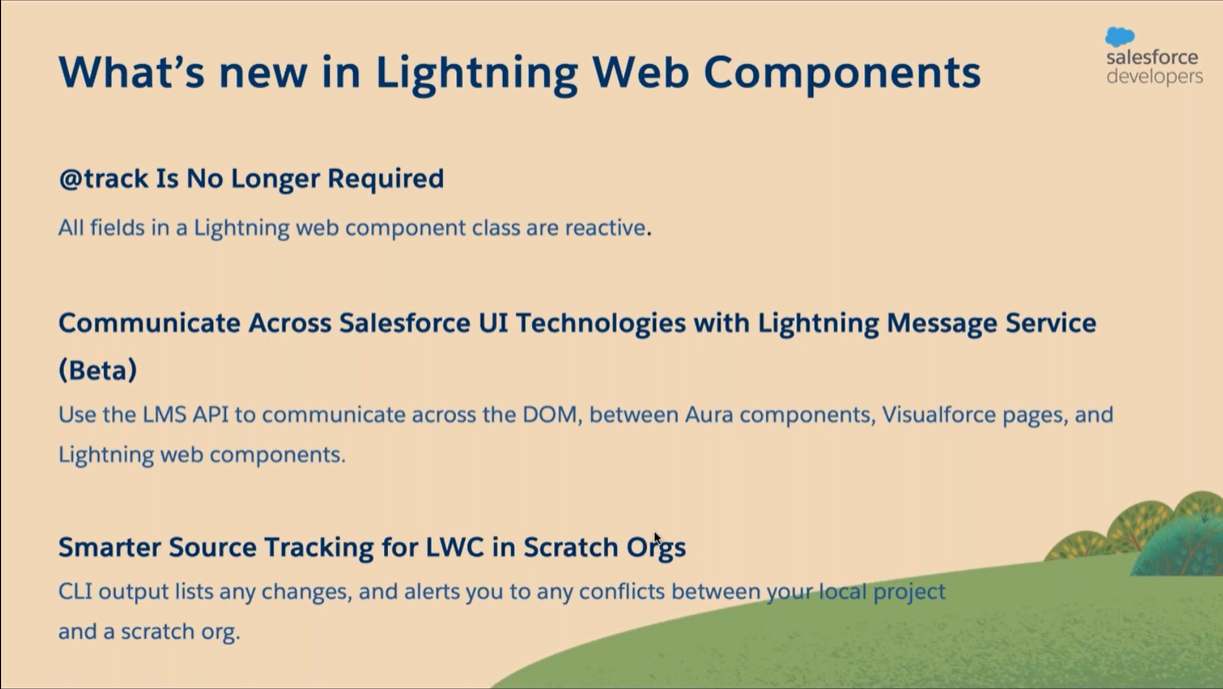 What’s new in Lightning Web Components
salesforce
developers
@track Is No Longer Required
All fields in a Lightning web component class are reactive.
Communicate Across Salesforce UI Technologies with Lightning Message Service
(Beta)
Use the LMS API to communicate across the DOM, between Aura components, Visualforce pages, and
Lightning web components.
Smarter Source Tracking for LWC in Scratch Orgs
CLI output lists any changes, and alerts you to any conflicts between your local project
and a scratch org.